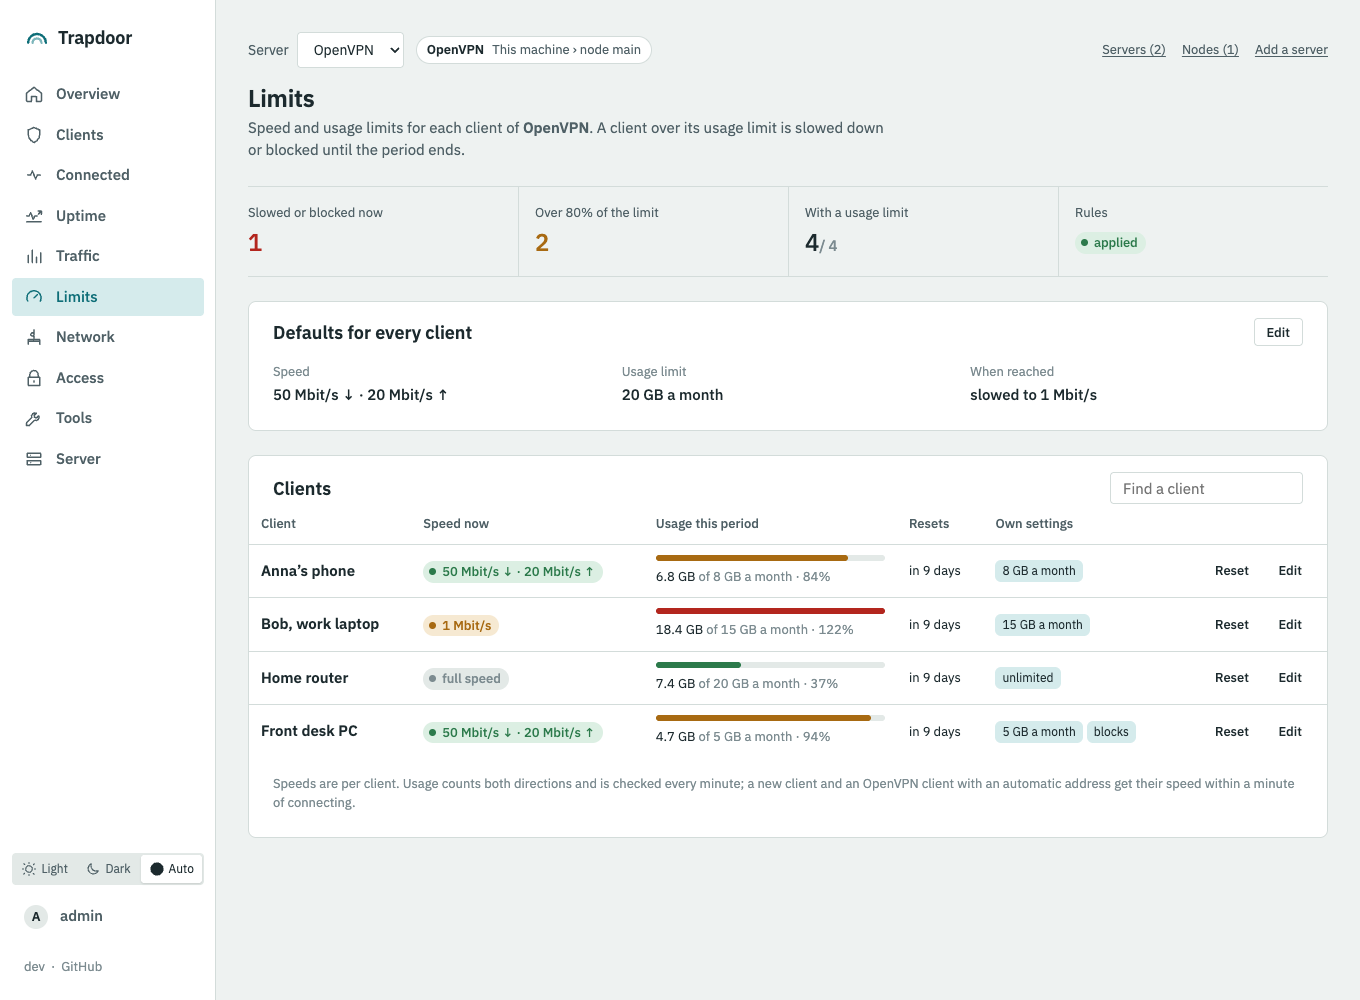 Trapdoor
Overview
Clients
Connected
Uptime
Traffic
Limits
Network
Access
Tools
Server
Light Dark Auto
A admin
dev · GitHub
Server OpenVPN OpenVPN This machine › node main
Servers (2) Nodes (1) Add a server
Limits
Speed and usage limits for each client of OpenVPN. A client over its usage limit is slowed down
or blocked until the period ends.
Slowed or blocked now
1
Over 80% of the limit
2
With a usage limit
4/ 4
Rules
applied
Defaults for every client
Edit
Speed
50 Mbit/s ↓ · 20 Mbit/s ↑
Usage limit
20 GB a month
When reached
slowed to 1 Mbit/s
Clients
Find a client
Client Speed now Usage this period Resets Own settings
Anna’s phone 50 Mbit/s ↓ · 20 Mbit/s ↑ 6.8 GB of 8 GB a month · 84% in 9 days 8 GB a month Reset Edit
Bob, work laptop 1 Mbit/s 18.4 GB of 15 GB a month · 122% in 9 days 15 GB a month Reset Edit
Home router full speed 7.4 GB of 20 GB a month · 37% in 9 days unlimited Reset Edit
Front desk PC 50 Mbit/s ↓ · 20 Mbit/s ↑ 4.7 GB of 5 GB a month · 94% in 9 days 5 GB a month blocks Reset Edit
Speeds are per client. Usage counts both directions and is checked every minute; a new client and an OpenVPN client with an automatic address get their speed within a minute
of connecting.